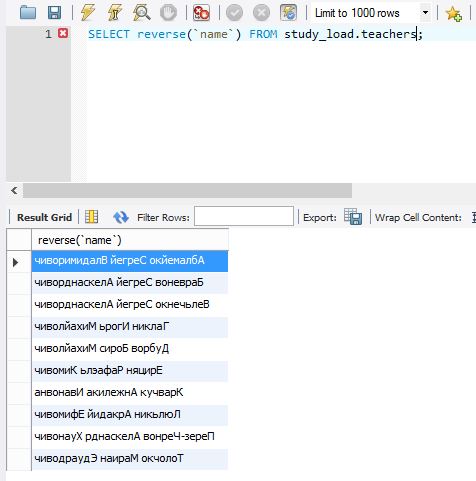 Limit to 1000 rows
1 SELECT reverse(`name`) FROM study_load.teachers;
Result Grid Filter Rows: Export: Wrap Cell Content:
reverse(`name`)
чиворимидалВ йегреС окйемалбА
чиворднаскелА йегреС воневраБ
чиворднаскелА йегреС окнечьлеВ
чиволйахиМ ьрогИ никлаГ
чиволйахиМ сироБ ворбуД
чивомиК ьлэафаР няцирЕ
анвонавИ акилежнА кучварК
чивомифЕ йидакрА никьлюЛ
чивонауХ рднаскелА вонреЧ-зереП
чиводраудЭ наираМ окчолоТ